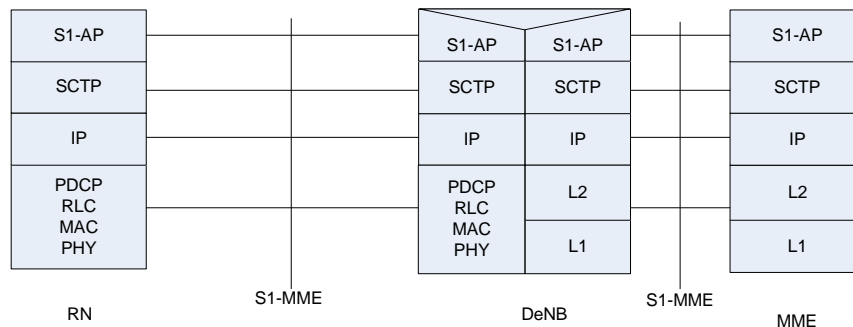 S1-AP
SCTP
IP
PDCP
RLC
MAC
PHY
RN
S1-MME
S1-AP S1-AP
SCTP SCTP
IP IP
PDCP
RLC
MAC
PHY
L2
L1
DeNB
S1-MME
S1-AP
SCTP
IP
L2
L1
MME